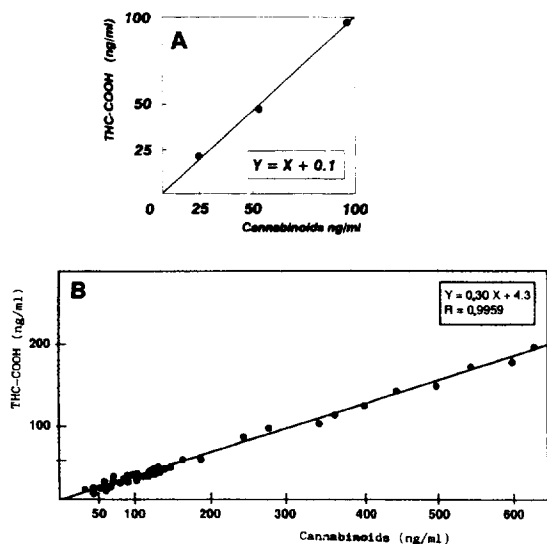 A
THC-COOH (ng/ml)
100
50
25
0
25
50
100
Y = X + 0.1
Cannabinoids ng/ml
B
THC-COOH (ng/ml)
200
100
Y = 0.30 X + 4.3
R = 0.9959
50
100
200
300
400
500
600
Cannabinoids (ng/ml)